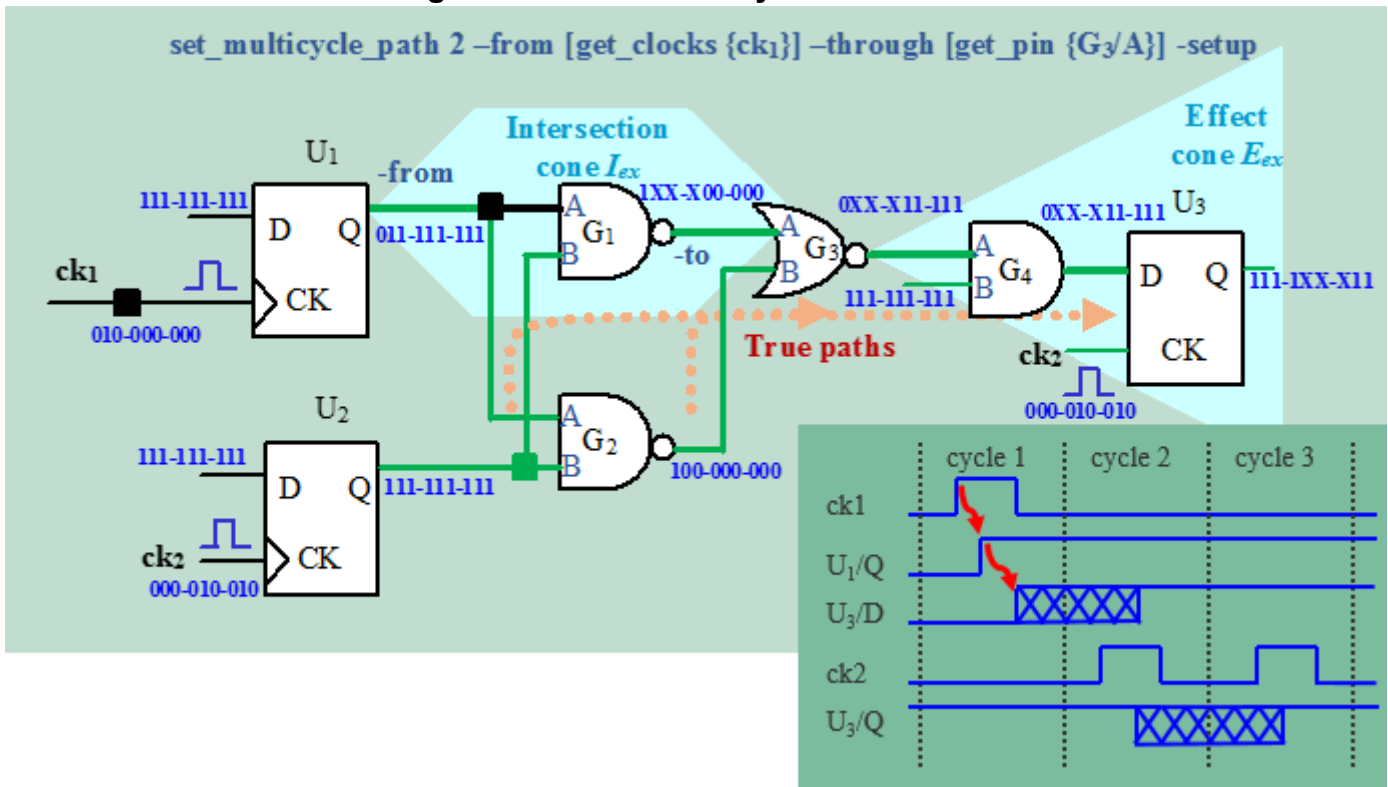 set_multicycle_path 2 –from [get_clocks {ck₁}] –through [get_pin {G₃/A}] -setup
Intersection
cone I_ex
Effect
cone E_ex
U₁
-from
111-111-111
D Q
011-111-111
ck₁
CK
010-000-000
A
G₁
B
1XX-X00-000
-to
A
G₃
B
0XX-X11-111
A
G₄
B
111-111-111
0XX-X11-111
U₃
D Q
111-1XX-X11
ck₂
CK
000-010-010
True paths
U₂
111-111-111
D Q
111-111-111
ck₂
CK
000-010-010
A
G₂
B
100-000-000
cycle 1 cycle 2 cycle 3
ck1
U₁/Q
U₃/D
ck2
U₃/Q